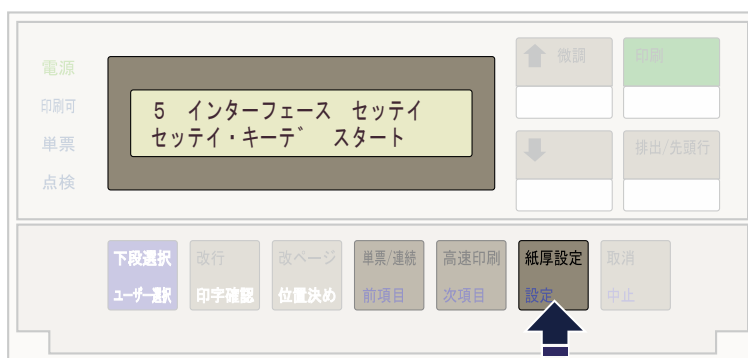 電源
印刷可
単票
点検
5 インターフェース セッテイ
セッテイ・キーデ゛ スタート
微調
印刷
排出/先頭行
下段選択
改行
改ページ
単票/連続
高速印刷
紙厚設定
取消
ユーザー選択
印字確認
位置決め
前項目
次項目
設定
中止